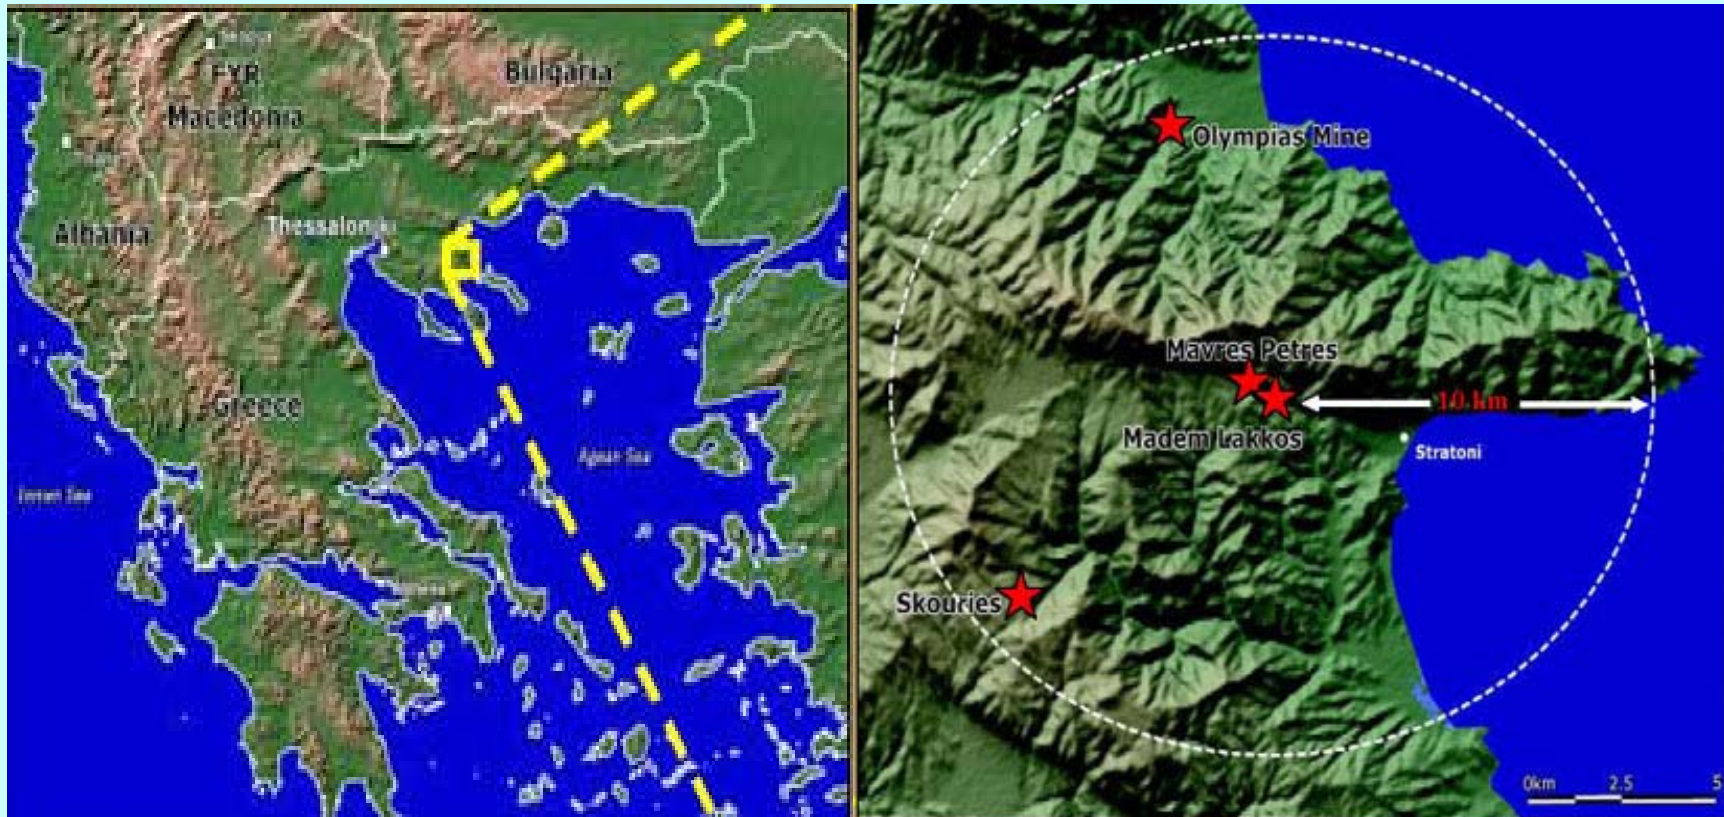 FYR
Macedonia
Bulgaria
Albania
Thessaloniki
Greece
Olympias Mine
Mavres Petres
10 km
Madem Lakkos
Stratoni
Skouries
0km 2.5 5